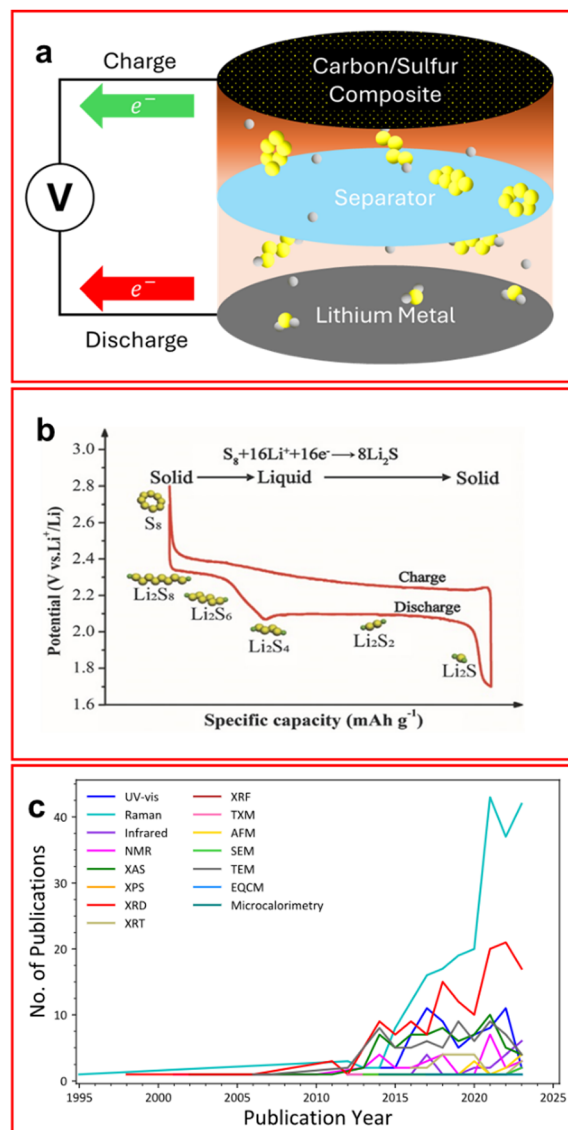 a
Charge
e⁻
V
e⁻
Discharge
Carbon/Sulfur
Composite
Separator
Lithium Metal
b
Potential (V vs.Li⁺/Li)
3.0
2.8
2.6
2.4
2.2
2.0
1.8
1.6
S₈+16Li⁺+16e⁻→8Li₂S
Solid
Liquid
Solid
S₈
Li₂S₈
Li₂S₆
Li₂S₄
Li₂S₂
Li₂S
Charge
Discharge
Specific capacity (mAh g⁻¹)
c
No. of Publications
40
30
20
10
0
UV-vis
Raman
Infrared
NMR
XAS
XPS
XRD
XRT
XRF
TXM
AFM
SEM
TEM
EQCM
Microcalorimetry
1995
2000
2005
2010
2015
2020
2025
Publication Year